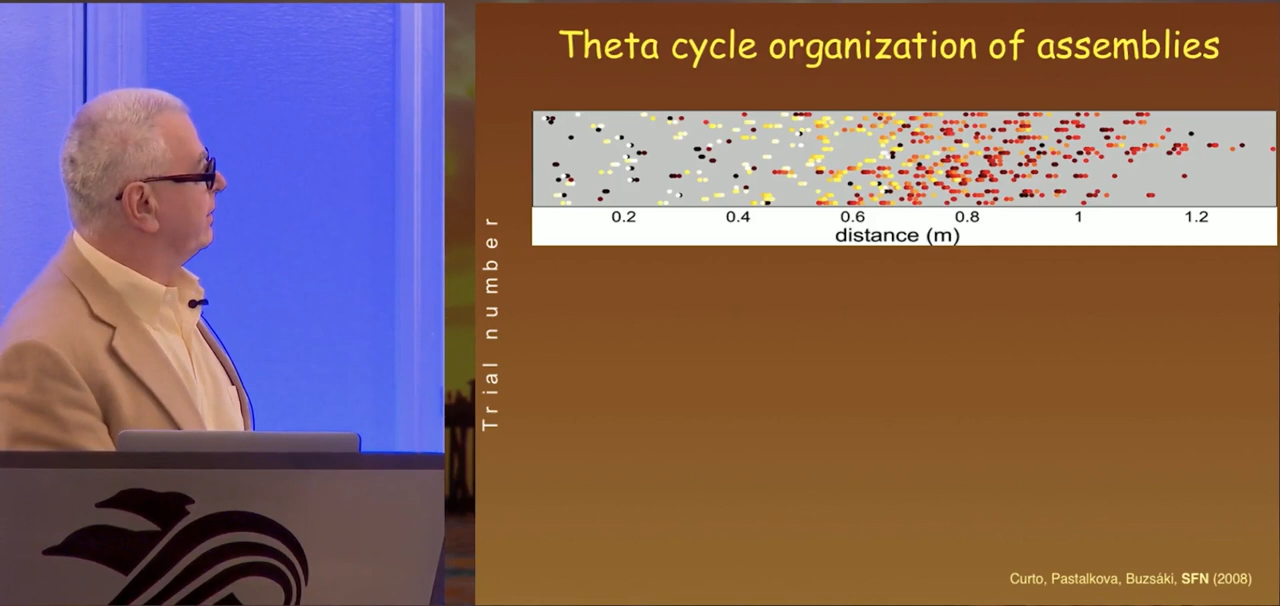 Theta cycle organization of assemblies
Trial number
0.2 0.4 0.6 0.8 1 1.2
distance (m)
Curto, Pastalkova, Buzsáki, SFN (2008)